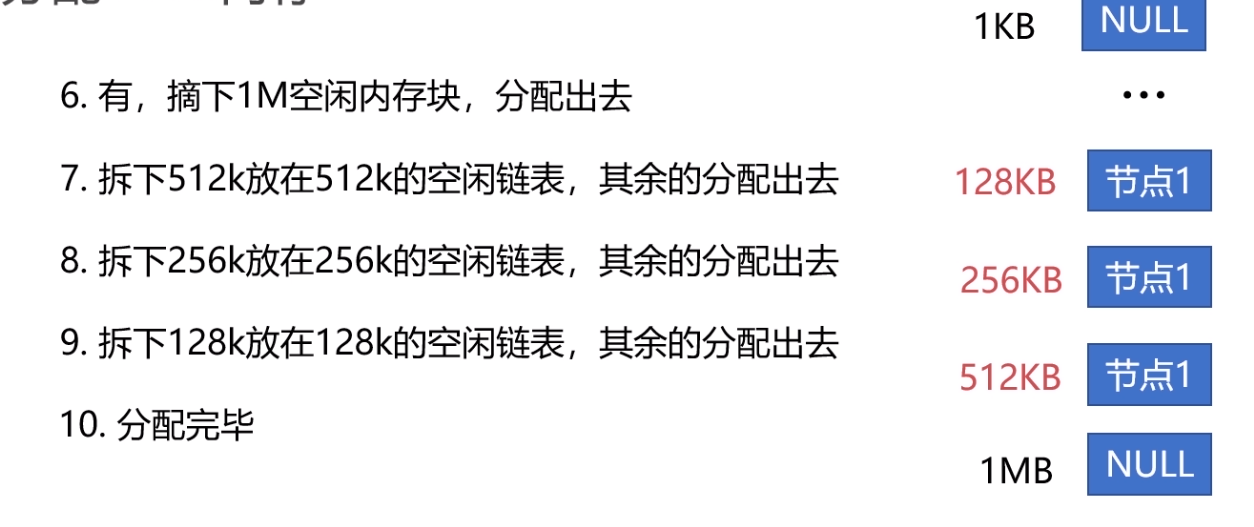 1KB NULL
6. 有，摘下1M空闲内存块，分配出去
…
7. 拆下512k放在512k的空闲链表，其余的分配出去
128KB 节点1
8. 拆下256k放在256k的空闲链表，其余的分配出去
256KB 节点1
9. 拆下128k放在128k的空闲链表，其余的分配出去
512KB 节点1
10. 分配完毕
1MB NULL